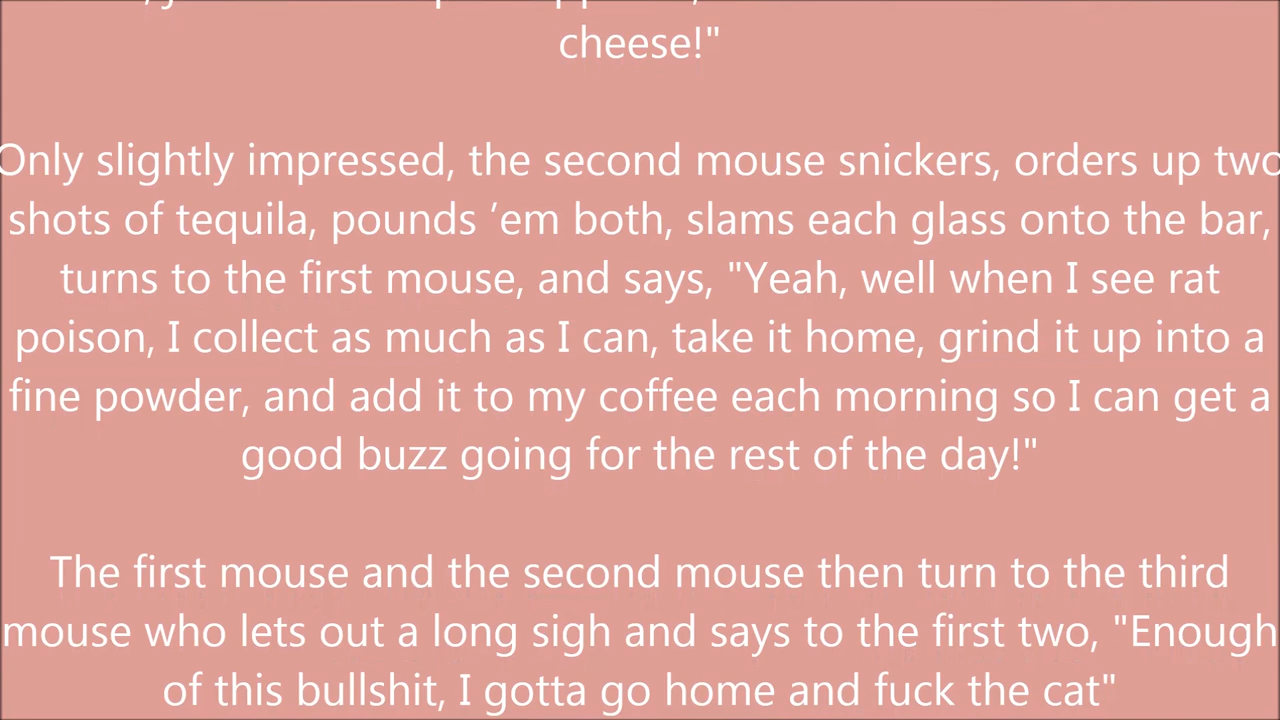 cheese!"
Only slightly impressed, the second mouse snickers, orders up two
shots of tequila, pounds ’em both, slams each glass onto the bar,
turns to the first mouse, and says, "Yeah, well when I see rat
poison, I collect as much as I can, take it home, grind it up into a
fine powder, and add it to my coffee each morning so I can get a
good buzz going for the rest of the day!"
The first mouse and the second mouse then turn to the third
mouse who lets out a long sigh and says to the first two, "Enough
of this bullshit, I gotta go home and fuck the cat"